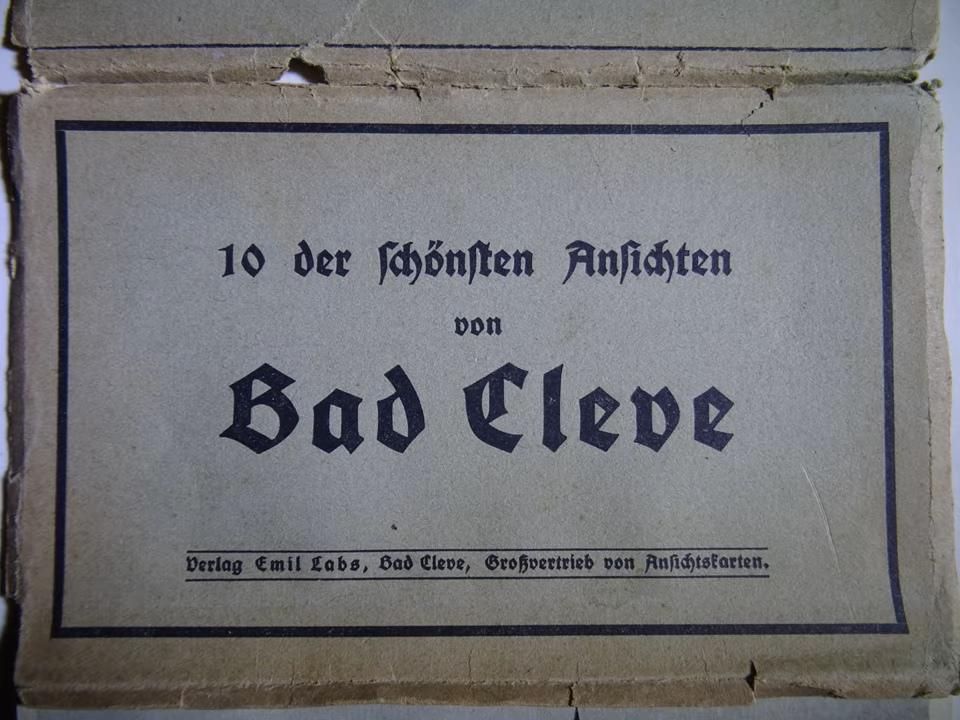 10 der schönsten Ansichten
von
Bad Cleve
Verlag Emil Labs, Bad Cleve, Großvertrieb von Ansichtskarten.